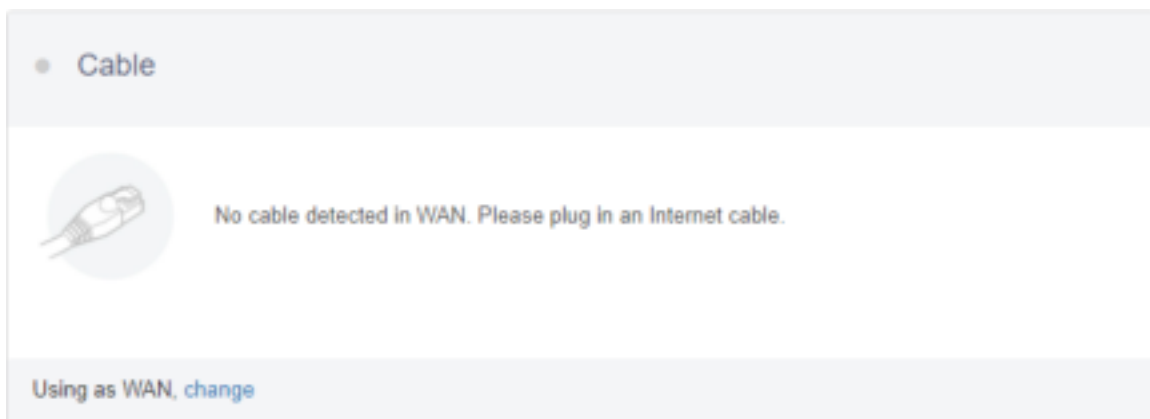 Cable
No cable detected in WAN. Please plug in an Internet cable.
Using as WAN, change